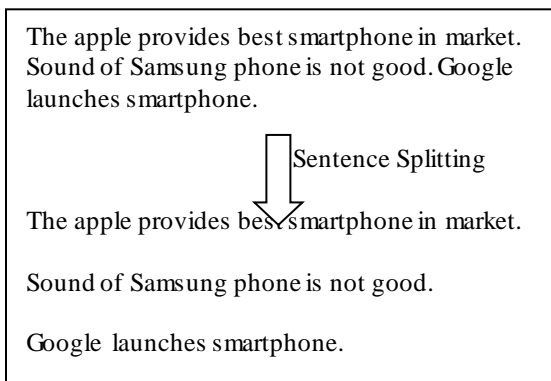 The apple provides best smartphone in market.
Sound of Samsung phone is not good. Google
launches smartphone.
Sentence Splitting
The apple provides best smartphone in market.
Sound of Samsung phone is not good.
Google launches smartphone.